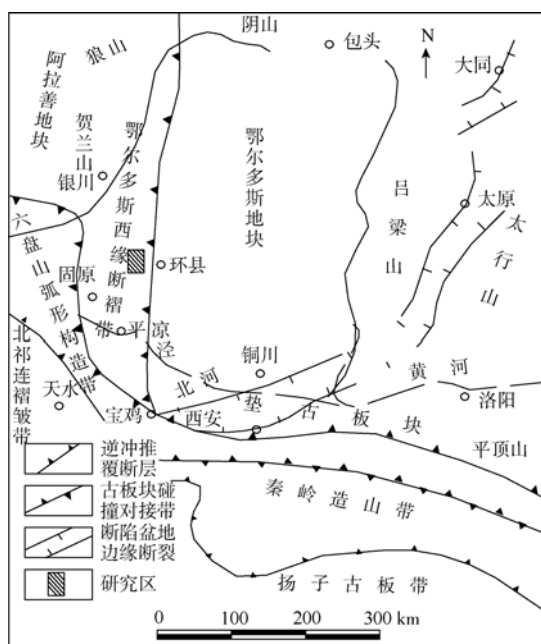 阴山
包头
N
大同
狼山
阿拉善地块
贺兰山
银川
鄂尔多斯西缘断褶带
鄂尔多斯地块
吕梁山
太原
太行山
六盘山弧形构造带
固原
环县
平凉
北祁连褶皱带
天水
泾
河
铜川
黄河
洛阳
宝鸡
西安
北垫古板块
平顶山
秦岭造山带
扬子古板带
逆冲推
覆断层
古板块碰
撞对接带
断陷盆地
边缘断裂
研究区
0 100 200 300 km